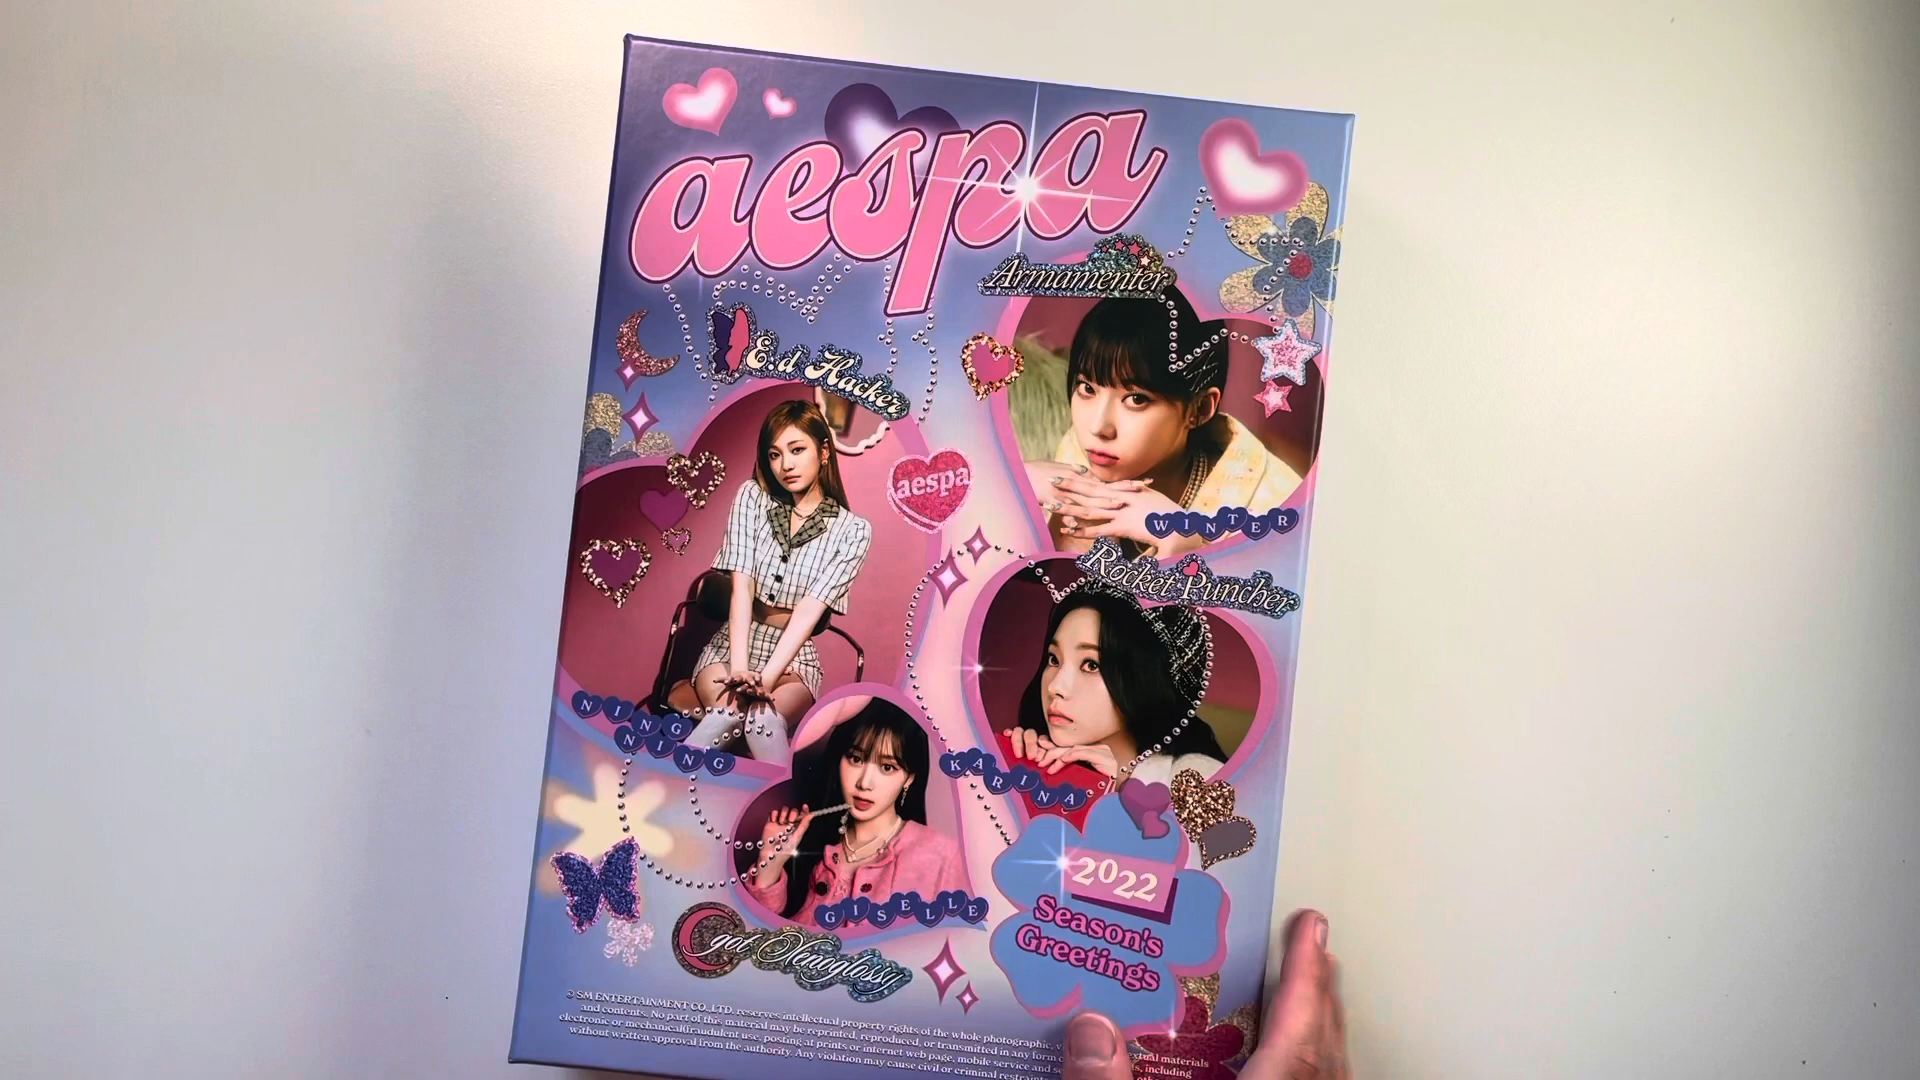 aespa
Armamenter
E.d Hacker
aespa
WINTER
Rocket Puncher
NING
NING
KARINA
GISELLE
got Xenoglossy
2022
Season's
Greetings
© SM ENTERTAINMENT CO., LTD. reserves intellectual property rights of the whole photographic, textual materials
and contents. No part of this material may be reprinted, reproduced, or transmitted in any form including
electronic or mechanical(fraudulent use, posting at prints or internet web page, mobile service and
without written approval from the authority. Any violation may cause civil or criminal